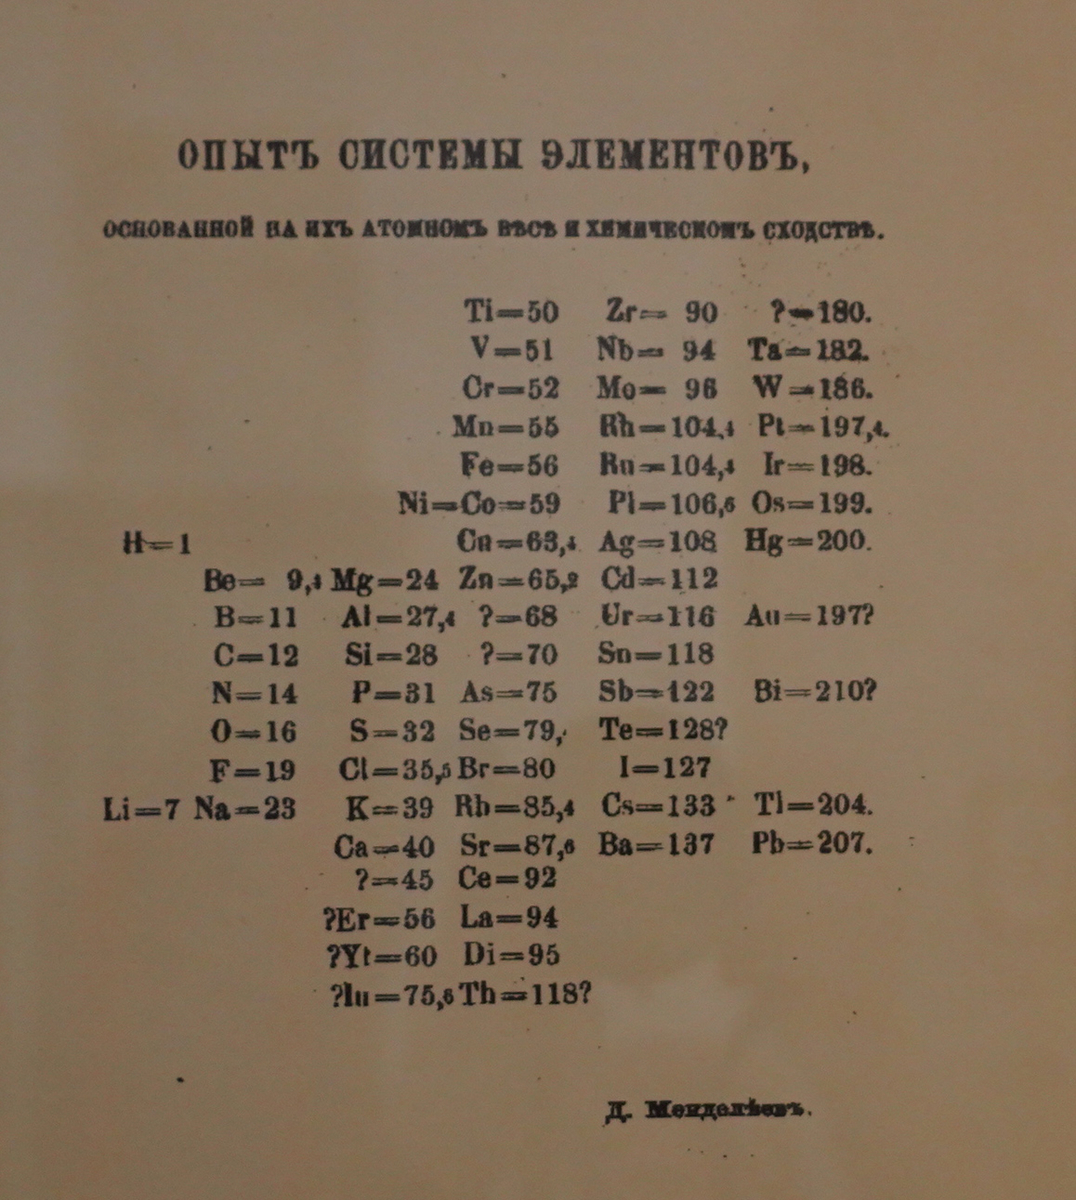 ОПЫТЪ СИСТЕМЫ ЭЛЕМЕНТОВЪ,
ОСНОВАННОЙ НА ИХЪ АТОМНОМЪ ВѢСѢ И ХИМИЧЕСКОМЪ СХОДСТВѢ.
Ti=50 Zr= 90 ?=180.
V=51 Nb= 94 Ta=182.
Cr=52 Mo= 96 W=186.
Mn=55 Rh=104,4 Pt=197,4.
Fe=56 Ru=104,4 Ir=198.
Ni=Co=59 Pl=106,6 Os=199.
H=1 Cu=63,4 Ag=108 Hg=200.
Be= 9,4 Mg=24 Zn=65,2 Cd=112
B=11 Al=27,4 ?=68 Ur=116 Au=197?
C=12 Si=28 ?=70 Sn=118
N=14 P=31 As=75 Sb=122 Bi=210?
O=16 S=32 Se=79, Te=128?
F=19 Cl=35,5 Br=80 I=127
Li=7 Na=23 K=39 Rb=85,4 Cs=133 Tl=204.
Ca=40 Sr=87,6 Ba=137 Pb=207.
?=45 Ce=92
?Er=56 La=94
?Yt=60 Di=95
?In=75,6 Th=118?
Д. Менделѣевъ.